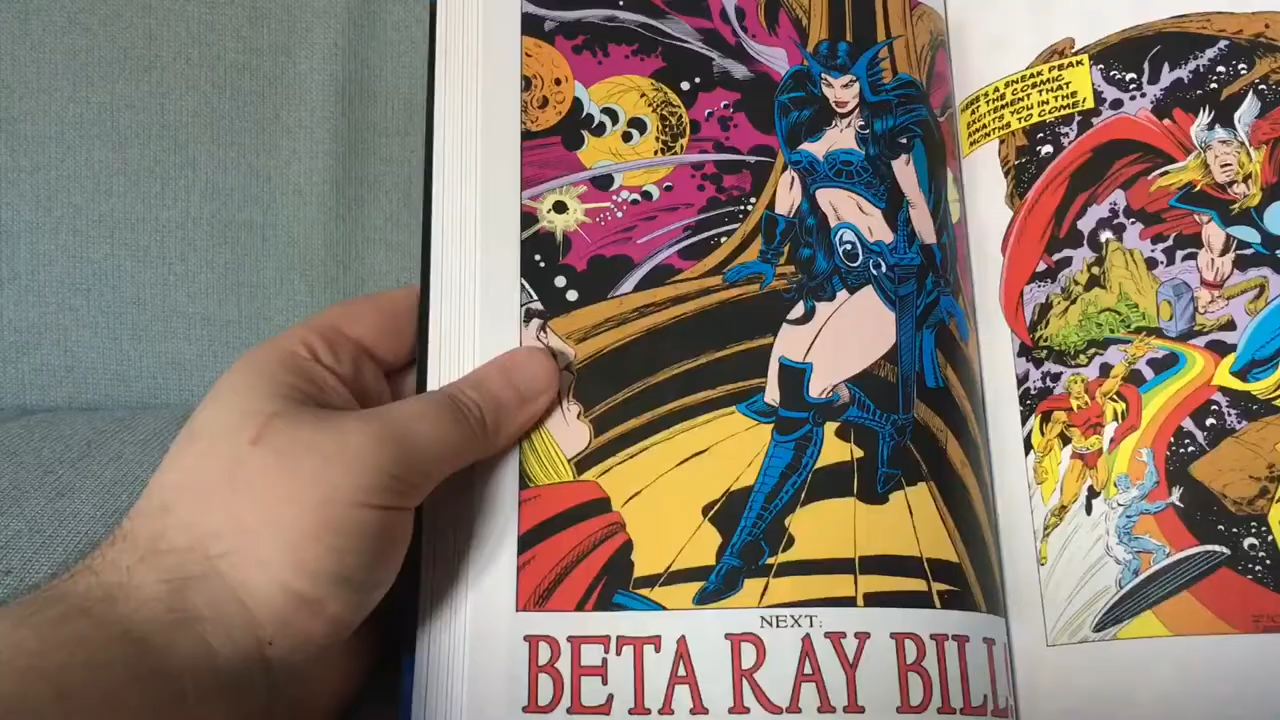 HERE'S A SNEAK PEAK
AT THE COSMIC
EXCITEMENT THAT
AWAITS YOU IN THE
MONTHS TO COME!
NEXT:
BETA RAY BILL